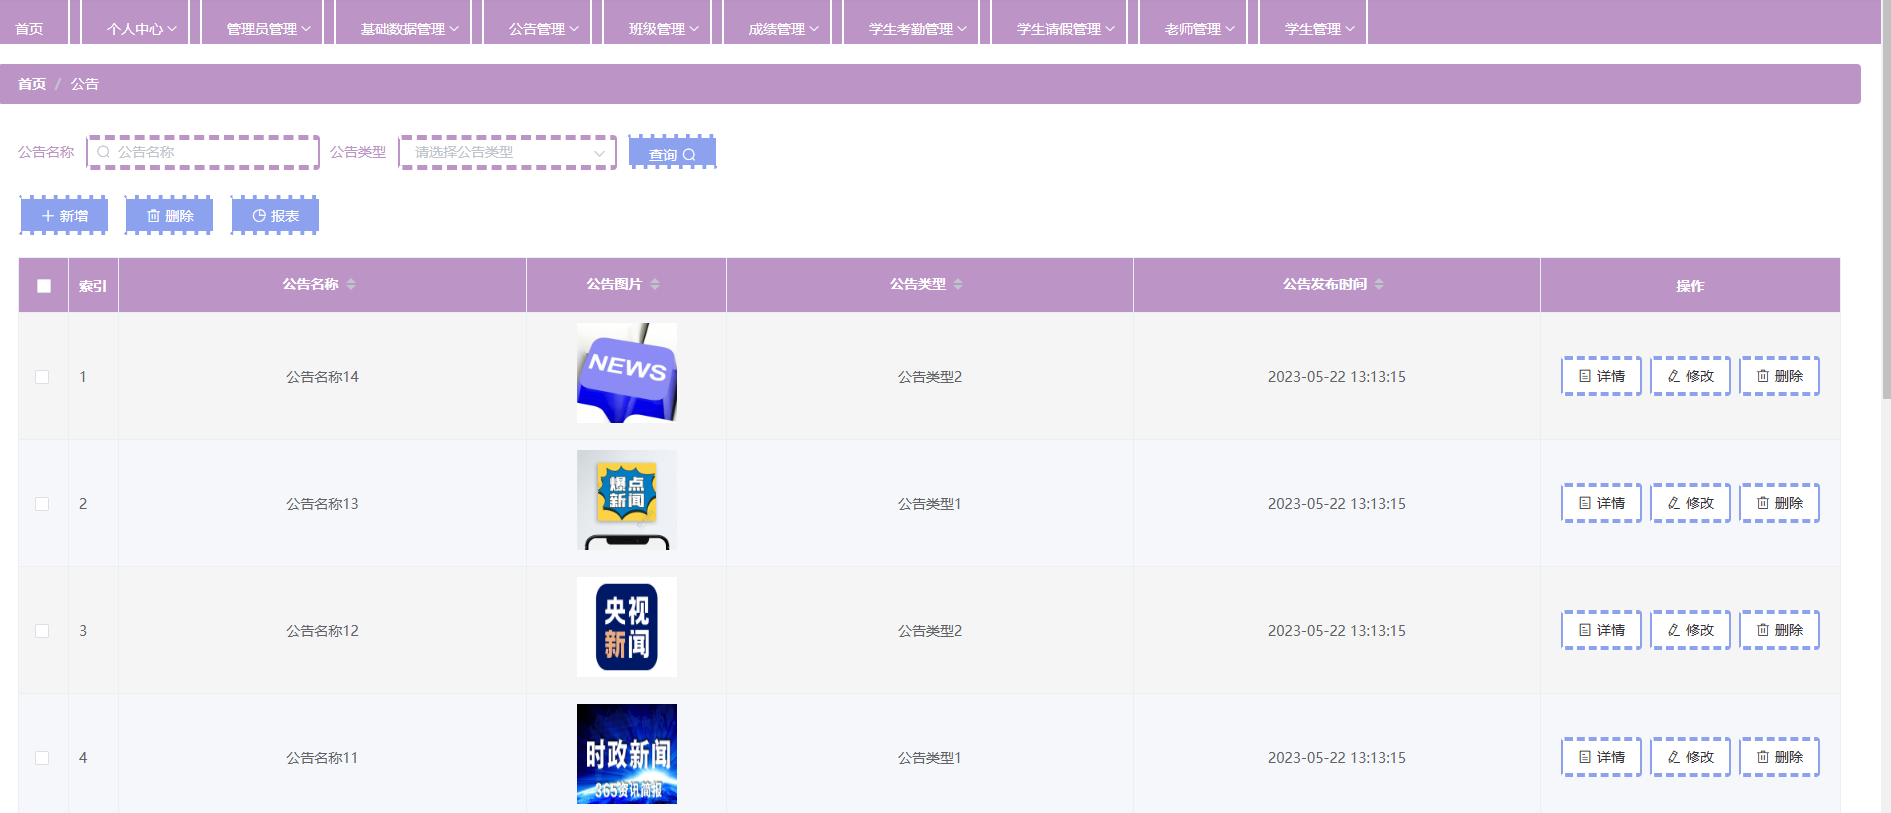 首页 个人中心 管理员管理 基础数据管理 公告管理 班级管理 成绩管理 学生考勤管理 学生请假管理 老师管理 学生管理
首页 / 公告
公告名称 公告名称 公告类型 请选择公告类型 查询
新增 删除 报表
索引 公告名称 公告图片 公告类型 公告发布时间 操作
1 公告名称14 NEWS 公告类型2 2023-05-22 13:13:15 详情 修改 删除
2 公告名称13 爆点 公告类型1 2023-05-22 13:13:15 详情 修改 删除
新闻
3 公告名称12 央视 公告类型2 2023-05-22 13:13:15 详情 修改 删除
新闻
4 公告名称11 时政新闻 公告类型1 2023-05-22 13:13:15 详情 修改 删除
365资讯简报